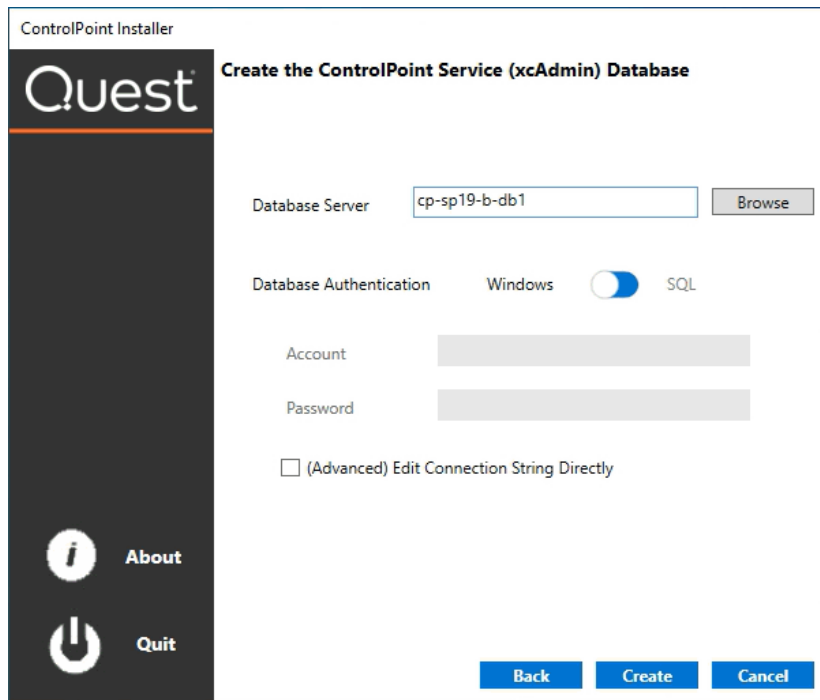 ControlPoint Installer
Quest
Create the ControlPoint Service (xcAdmin) Database
Database Server cp-sp19-b-db1 Browse
Database Authentication Windows SQL
Account
Password
(Advanced) Edit Connection String Directly
i About
Quit
Back Create Cancel